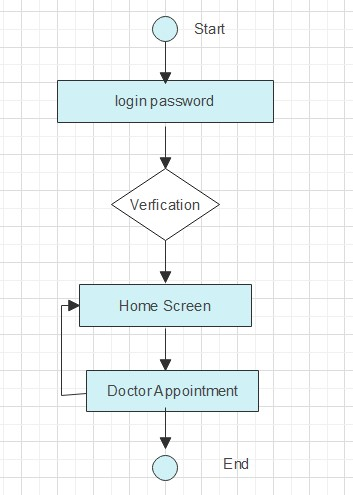 Start
login password
Verfication
Home Screen
Doctor Appointment
End